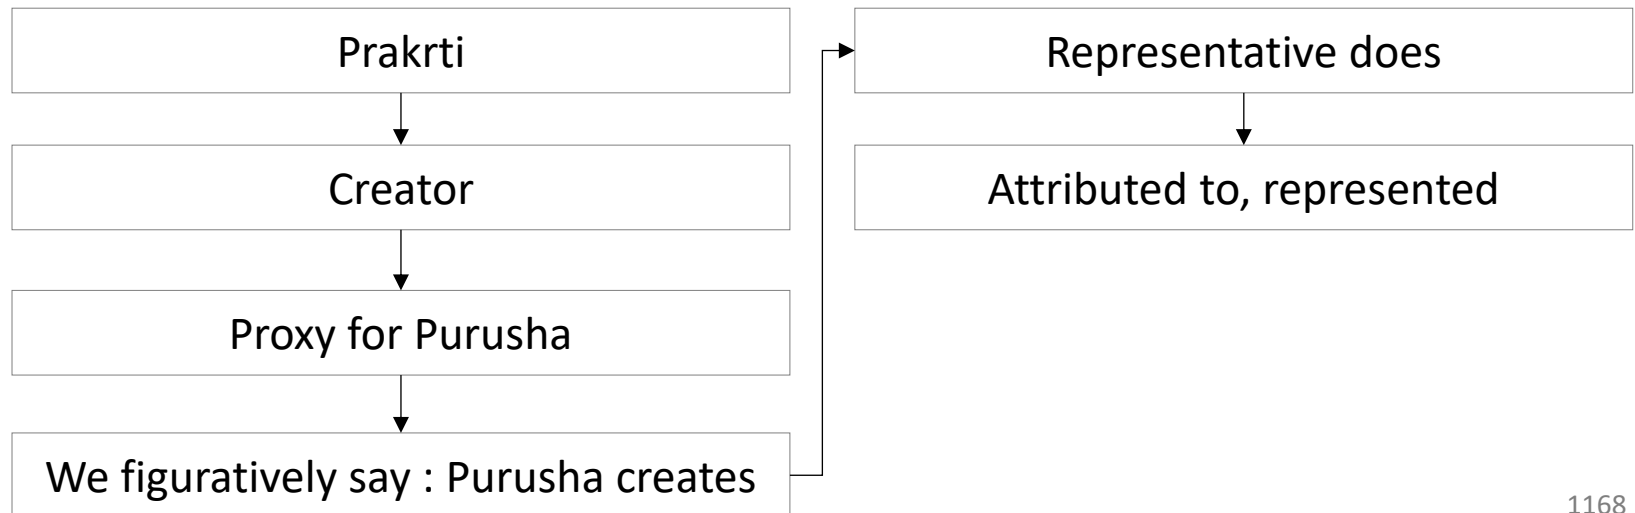 Prakrti
Creator
Proxy for Purusha
We figuratively say : Purusha creates
Representative does
Attributed to, represented
1168